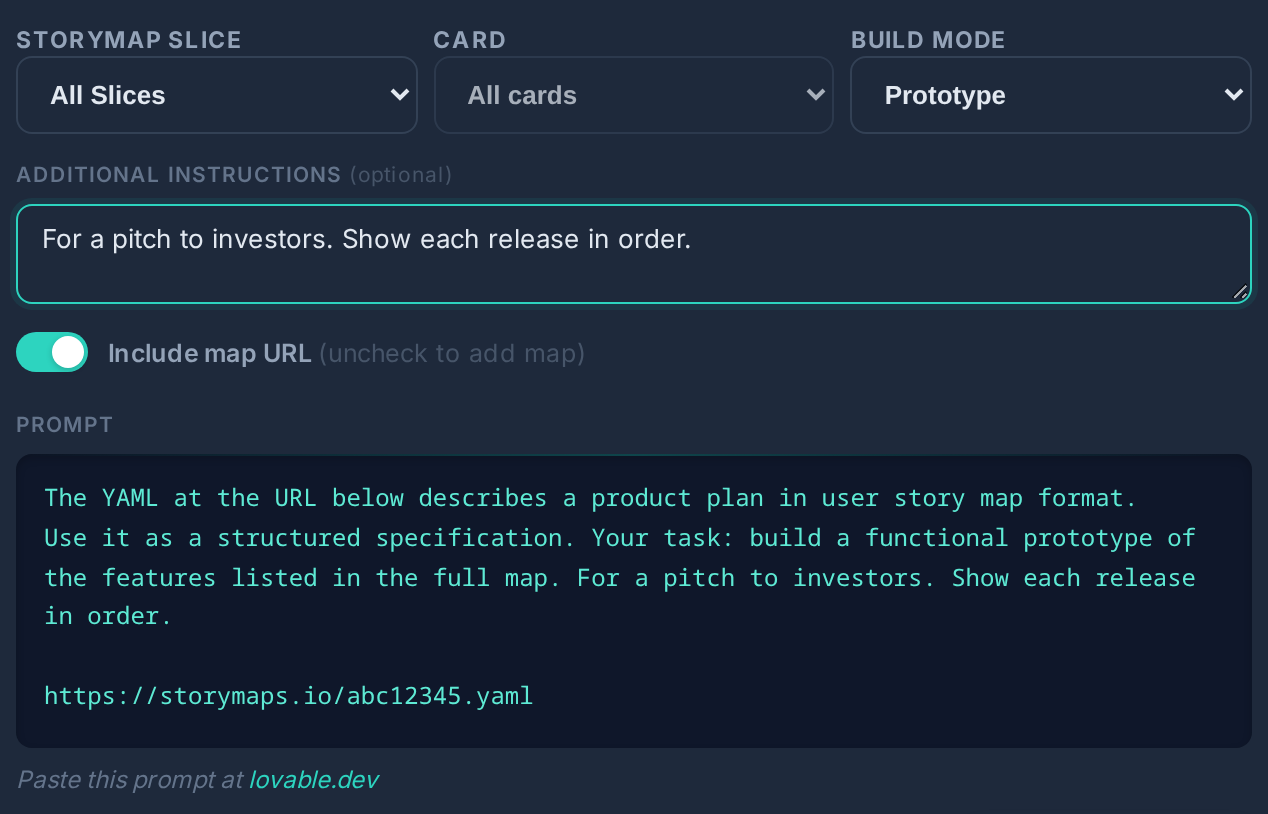 STORYMAP SLICE
CARD
BUILD MODE
All Slices
All cards
Prototype
ADDITIONAL INSTRUCTIONS (optional)
For a pitch to investors. Show each release in order.
Include map URL (uncheck to add map)
PROMPT
The YAML at the URL below describes a product plan in user story map format.
Use it as a structured specification. Your task: build a functional prototype of
the features listed in the full map. For a pitch to investors. Show each release
in order.
https://storymaps.io/abc12345.yaml
Paste this prompt at lovable.dev